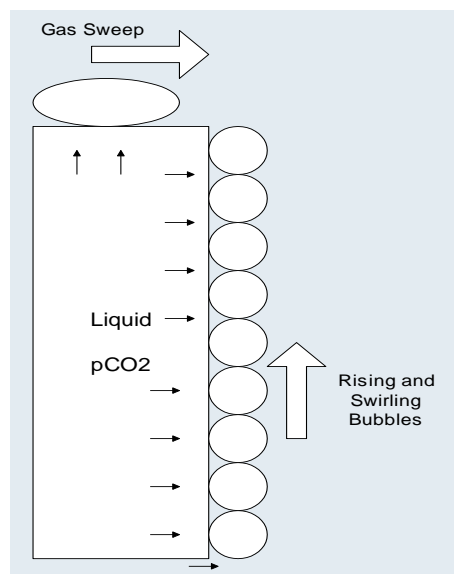 Gas Sweep
Liquid
pCO2
Rising and
Swirling
Bubbles